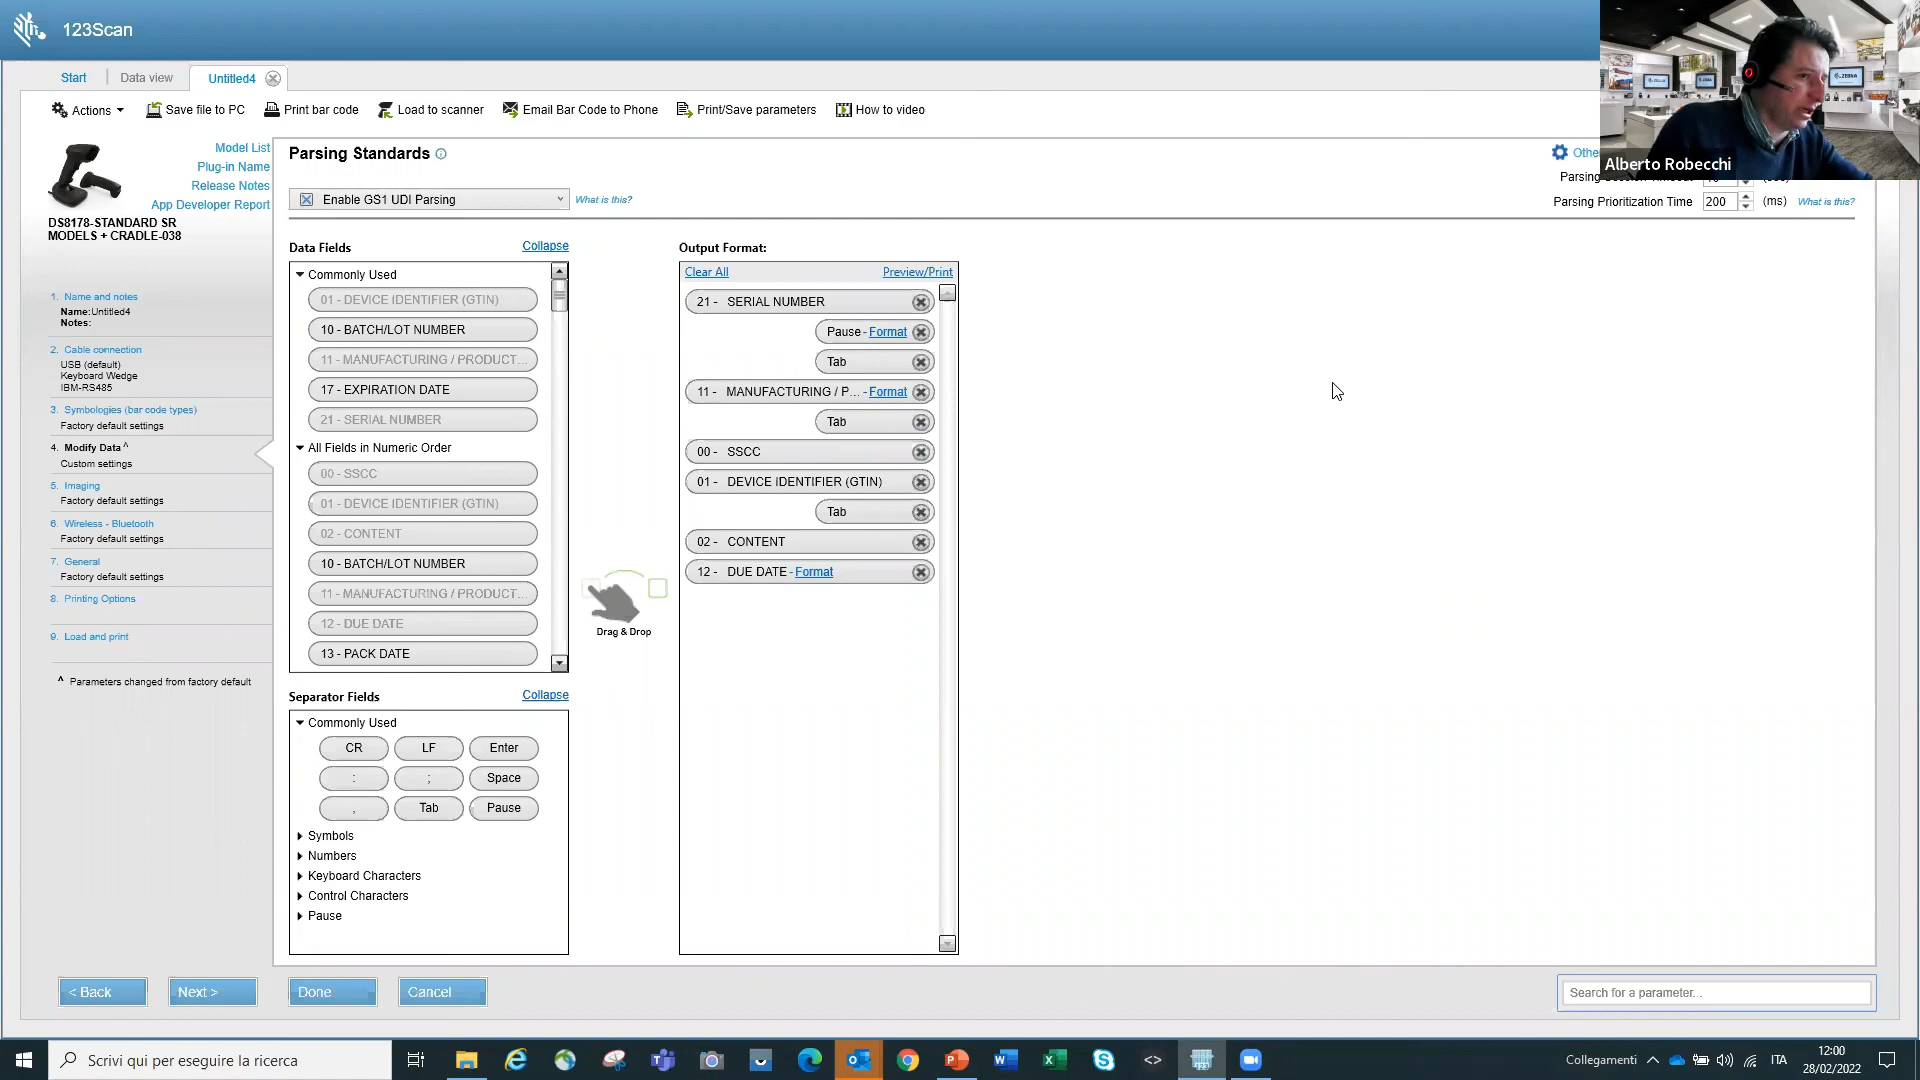 123Scan
Start
Data view
Untitled4
Actions
Save file to PC
Print bar code
Load to scanner
Email Bar Code to Phone
Print/Save parameters
How to video
Alberto Robecchi
ZEBRA
Model List
Plug-in Name
Release Notes
App Developer Report
DS8178-STANDARD SR
MODELS + CRADLE-038
1. Name and notes
Name:Untitled4
Notes:
2. Cable connection
USB (default)
Keyboard Wedge
IBM-RS485
3. Symbologies (bar code types)
Factory default settings
4. Modify Data ^
Custom settings
5. Imaging
Factory default settings
6. Wireless - Bluetooth
Factory default settings
7. General
Factory default settings
8. Printing Options
9. Load and print
^ Parameters changed from factory default
Parsing Standards
Enable GS1 UDI Parsing
What is this?
Parsing Prioritization Time 200 (ms) What is this?
Data Fields
Collapse
Commonly Used
01 - DEVICE IDENTIFIER (GTIN)
10 - BATCH/LOT NUMBER
11 - MANUFACTURING / PRODUCT...
17 - EXPIRATION DATE
21 - SERIAL NUMBER
All Fields in Numeric Order
00 - SSCC
01 - DEVICE IDENTIFIER (GTIN)
02 - CONTENT
10 - BATCH/LOT NUMBER
11 - MANUFACTURING / PRODUCT...
12 - DUE DATE
13 - PACK DATE
Drag & Drop
Output Format:
Clear All
Preview/Print
21 - SERIAL NUMBER
Pause - Format
Tab
11 - MANUFACTURING / P... - Format
Tab
00 - SSCC
01 - DEVICE IDENTIFIER (GTIN)
Tab
02 - CONTENT
12 - DUE DATE - Format
Separator Fields
Collapse
Commonly Used
CR LF Enter
: ; Space
, Tab Pause
Symbols
Numbers
Keyboard Characters
Control Characters
Pause
< Back
Next >
Done
Cancel
Search for a parameter...
Scrivi qui per eseguire la ricerca
Collegamenti
ITA
12:00
28/02/2022